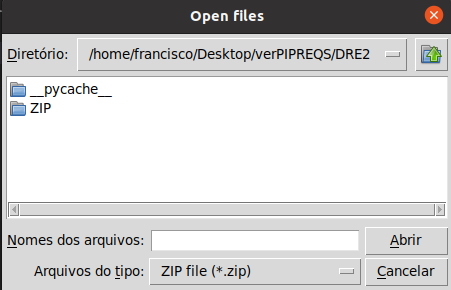 Open files
Diretório: /home/francisco/Desktop/verPIPREQS/DRE2
__pycache__
ZIP
Nomes dos arquivos: Abrir
Arquivos do tipo: ZIP file (*.zip) Cancelar